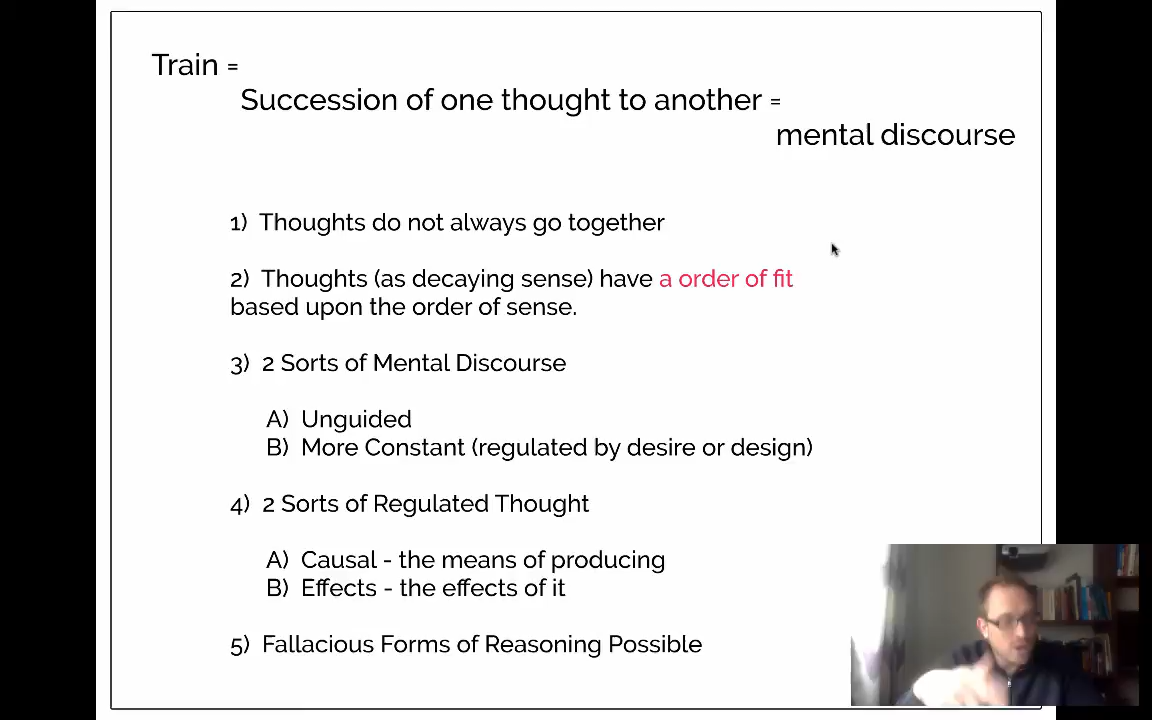 Train =
Succession of one thought to another =
mental discourse
1) Thoughts do not always go together
2) Thoughts (as decaying sense) have a order of fit
based upon the order of sense.
3) 2 Sorts of Mental Discourse
A) Unguided
B) More Constant (regulated by desire or design)
4) 2 Sorts of Regulated Thought
A) Causal - the means of producing
B) Effects - the effects of it
5) Fallacious Forms of Reasoning Possible